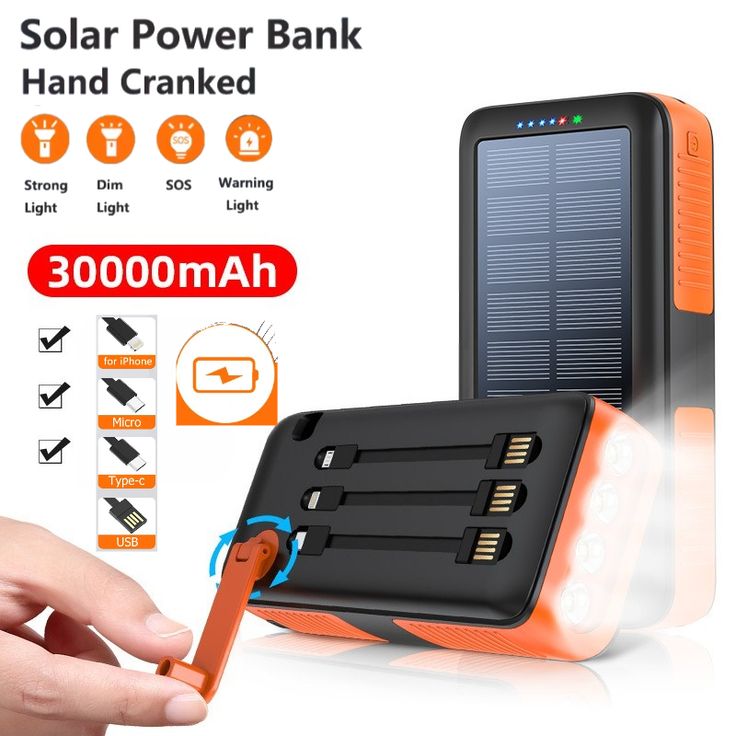 Solar Power Bank
Hand Cranked
SOS
Strong
Light
Dim
Light
SOS
Warning
Light
30000mAh
for iPhone
Micro
Type-c
USB